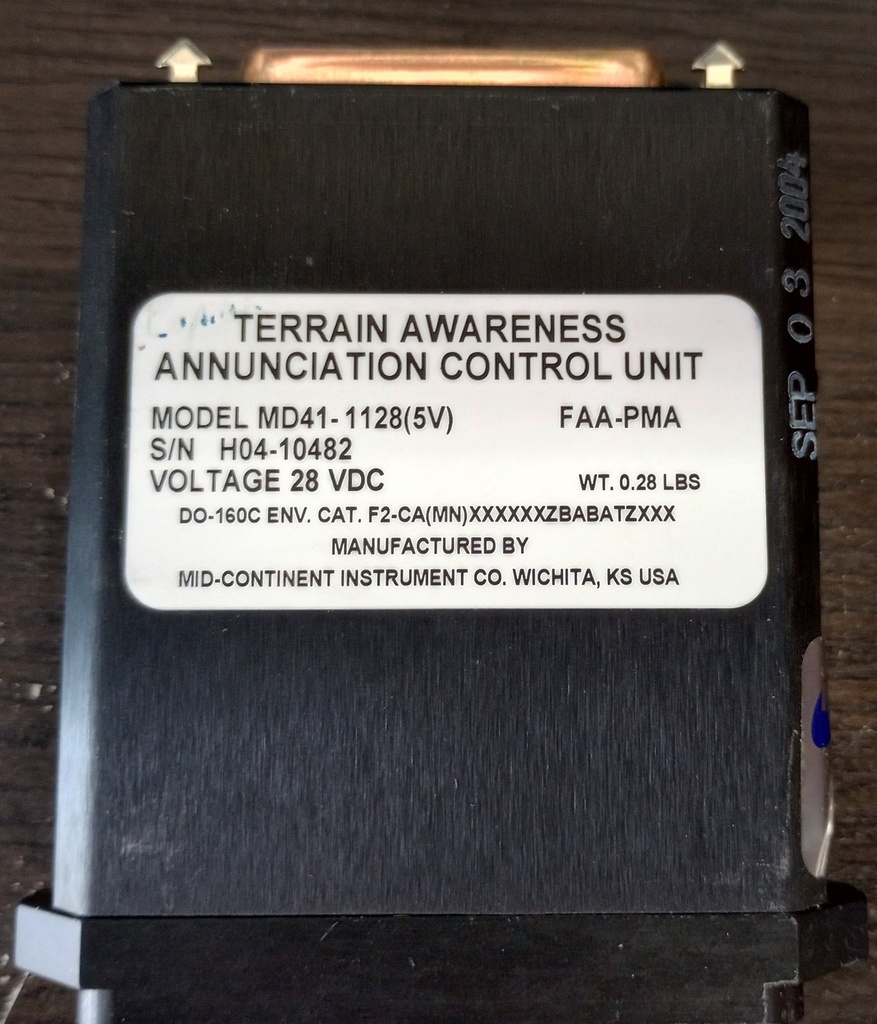 TERRAIN AWARENESS
ANNUNCIATION CONTROL UNIT
MODEL MD41-1128(5V) FAA-PMA
S/N H04-10482
VOLTAGE 28 VDC WT. 0.28 LBS
DO-160C ENV. CAT. F2-CA(MN)XXXXXXZBABATZXXX
MANUFACTURED BY
MID-CONTINENT INSTRUMENT CO. WICHITA, KS USA
SEP 03 2004